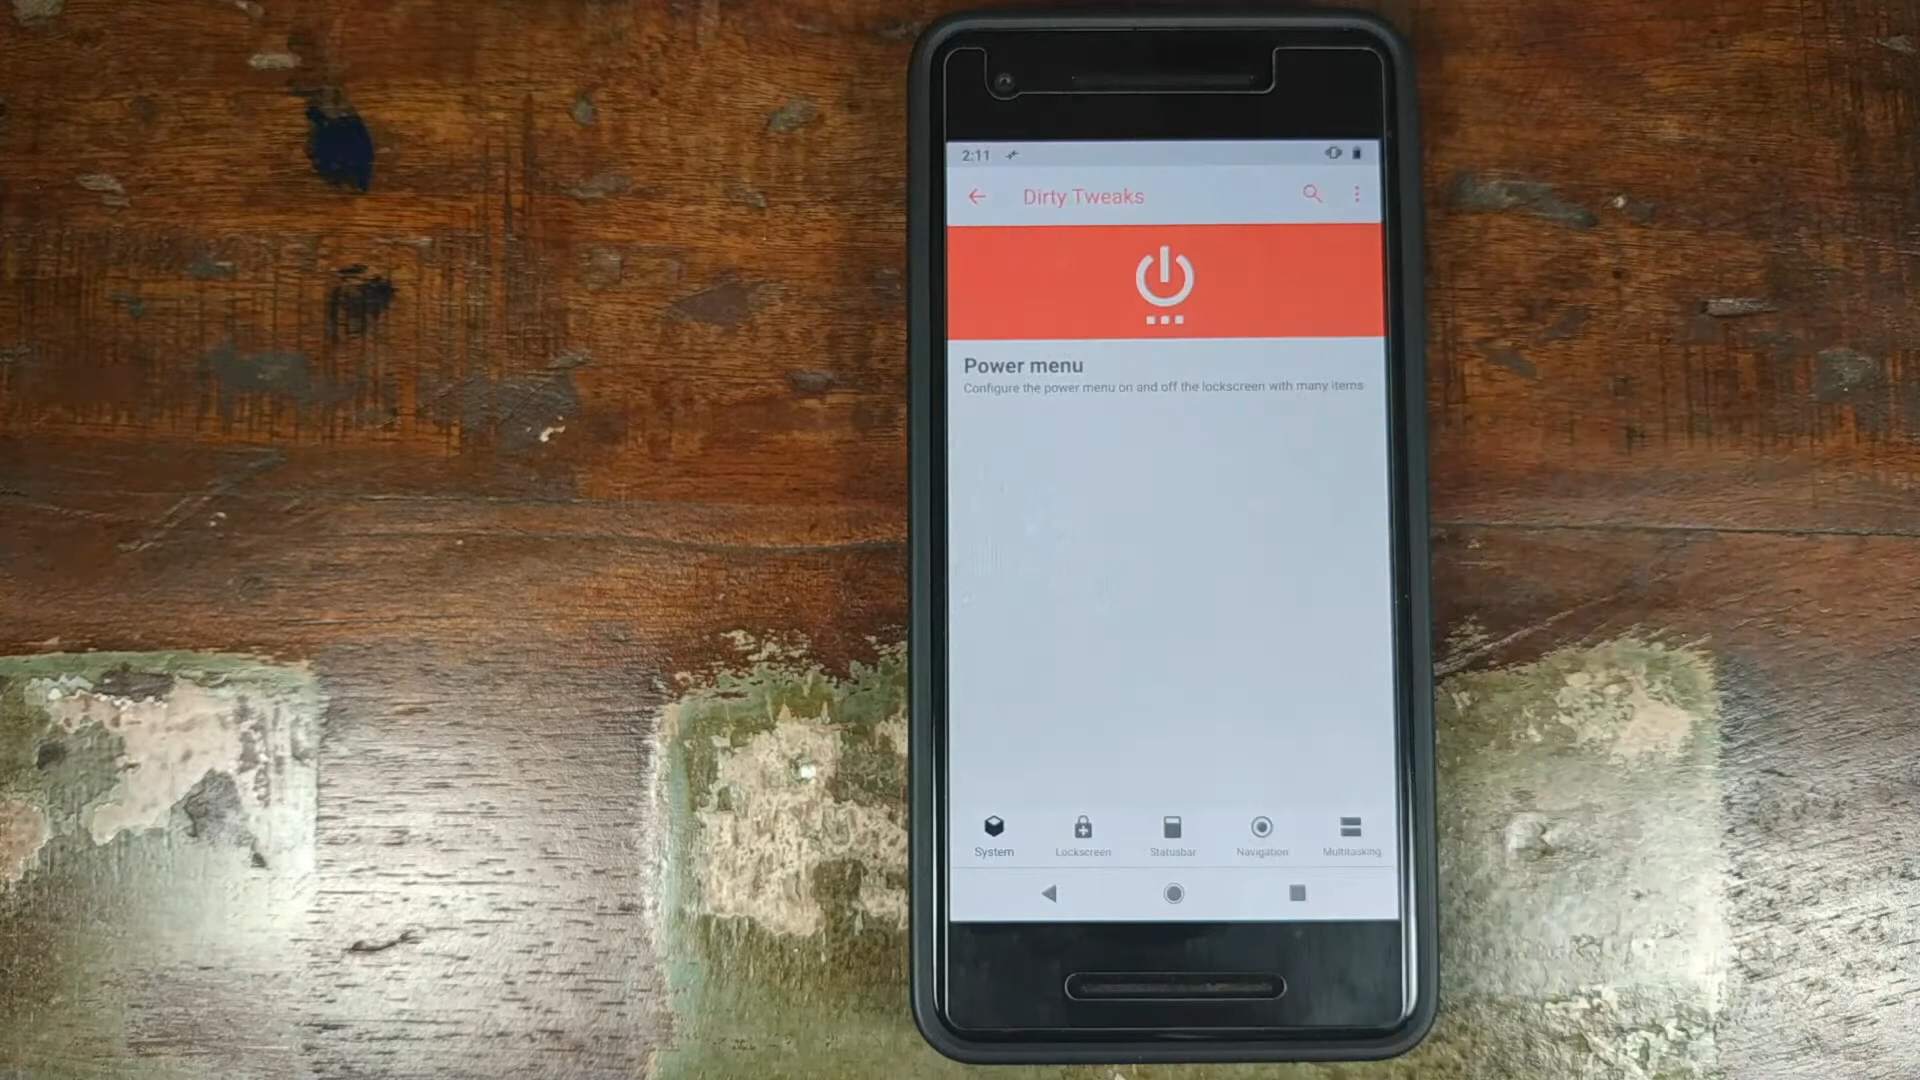 2:11
Dirty Tweaks
Power menu
Configure the power menu on and off the lockscreen with many items
System Lockscreen Statusbar Navigation Multitasking